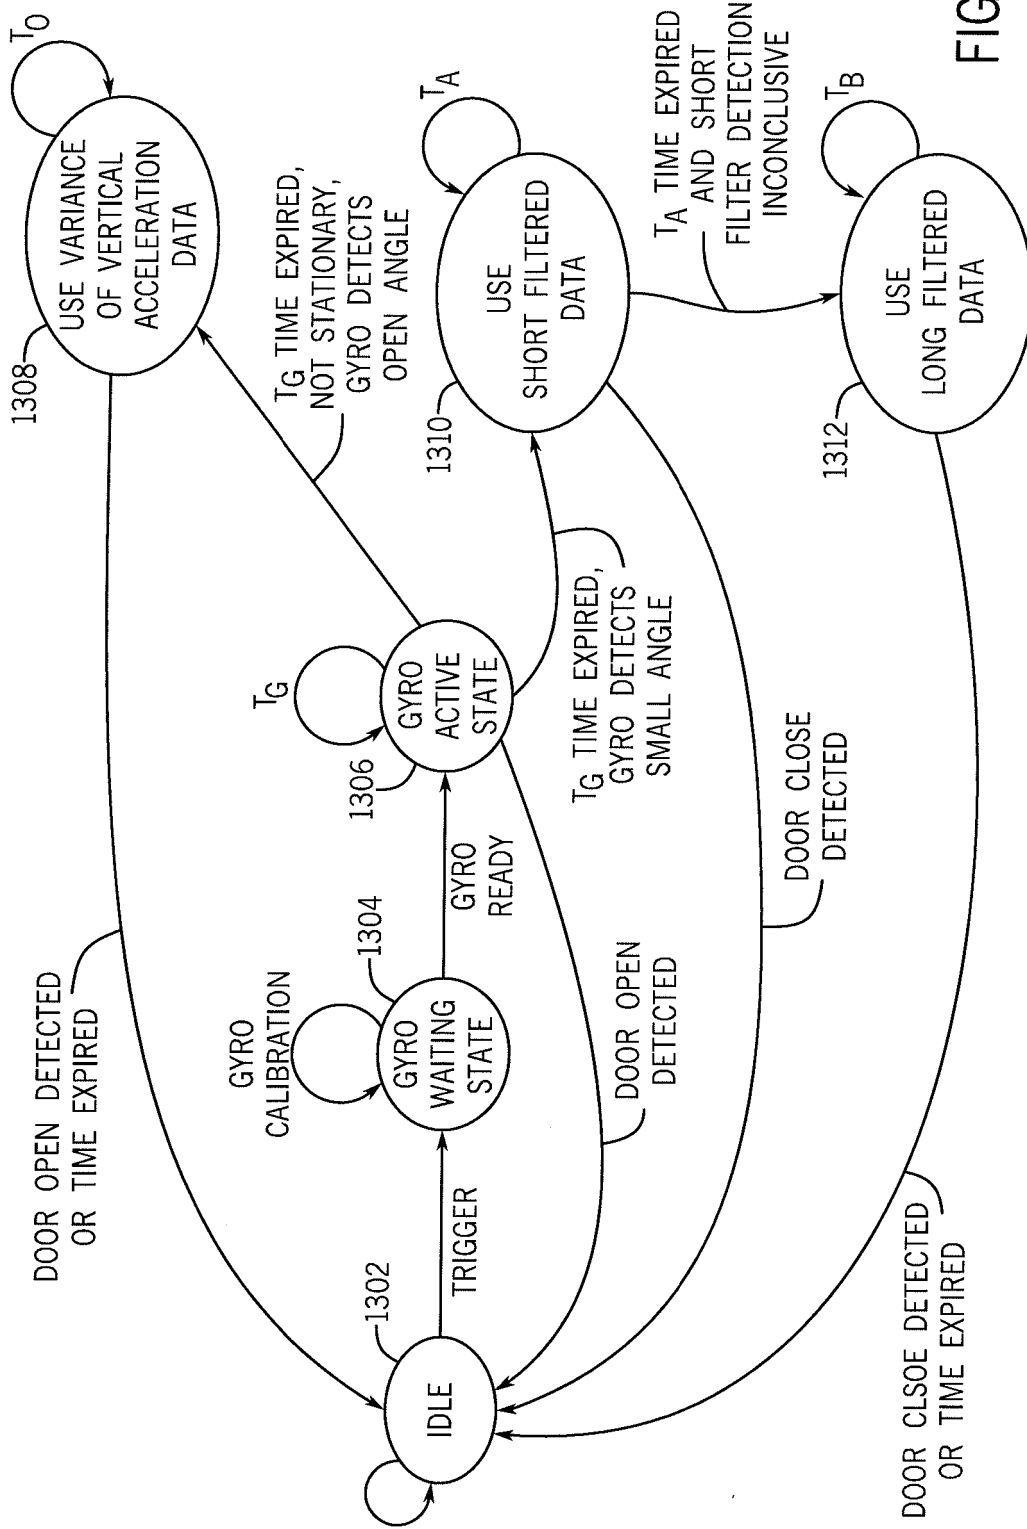 DOOR OPEN DETECTED
OR TIME EXPIRED
1308
USE VARIANCE
OF VERTICAL
ACCELERATION
DATA
TO
TG TIME EXPIRED,
NOT STATIONARY,
GYRO DETECTS
OPEN ANGLE
GYRO
CALIBRATION
1304
GYRO
WAITING
STATE
TG
1306
GYRO
ACTIVE
STATE
1302
IDLE
TRIGGER
GYRO
READY
1310
USE
SHORT FILTERED
DATA
TA
TG TIME EXPIRED,
GYRO DETECTS
SMALL ANGLE
DOOR OPEN
DETECTED
TA TIME EXPIRED
AND SHORT
FILTER DETECTION
INCONCLUSIVE
DOOR CLOSE
DETECTED
1312
USE
LONG FILTERED
DATA
TB
DOOR CLSOE DETECTED
OR TIME EXPIRED
FIG